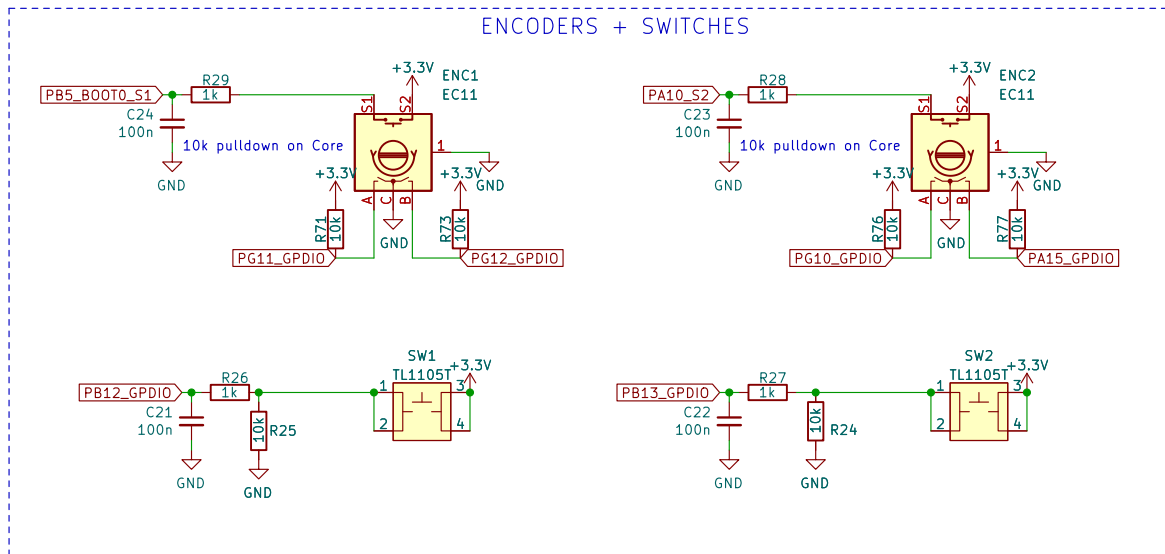 ENCODERS + SWITCHES
PB5_BOOT0_S1
R29
1k
C24
100n
GND
10k pulldown on Core
S1
S2
+3.3V
ENC1
EC11
1
GND
A
C
B
GND
+3.3V
R71
10k
PG11_GPDIO
+3.3V
R73
10k
PG12_GPDIO
PA10_S2
R28
1k
C23
100n
GND
10k pulldown on Core
S1
S2
+3.3V
ENC2
EC11
1
GND
A
C
B
GND
+3.3V
R76
10k
PG10_GPDIO
+3.3V
R77
10k
PA15_GPDIO
PB12_GPDIO
R26
1k
C21
100n
GND
10k
R25
GND
SW1
TL1105T
+3.3V
1
2
3
4
PB13_GPDIO
R27
1k
C22
100n
GND
10k
R24
GND
SW2
TL1105T
+3.3V
1
2
3
4